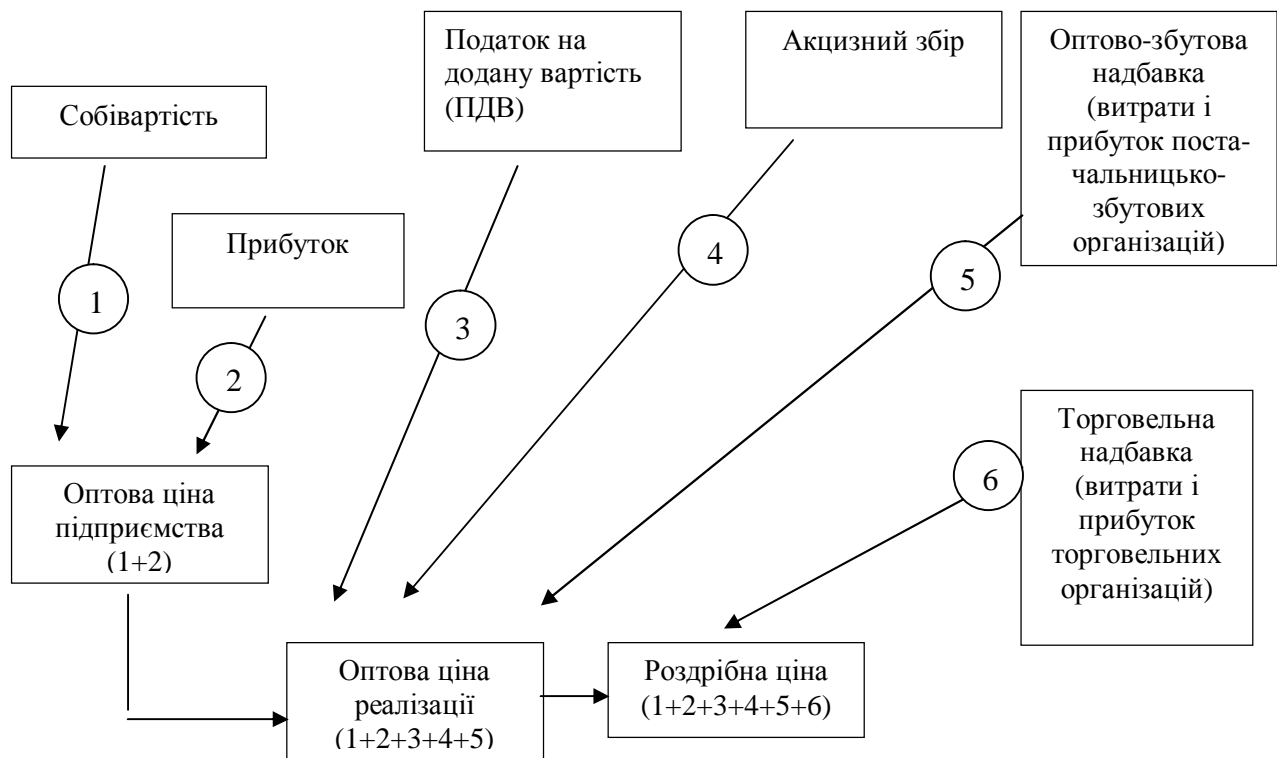 Собівартість
Прибуток
Податок на
додану вартість
(ПДВ)
Акцизний збір
Оптово-збутова
надбавка
(витрати і
прибуток поста-
чальницько-
збутових
організацій)
1
2
3
4
5
6
Торговельна
надбавка
(витрати і
прибуток
торговельних
організацій)
Оптова ціна
підприємства
(1+2)
Оптова ціна
реалізації
(1+2+3+4+5)
Роздрібна ціна
(1+2+3+4+5+6)